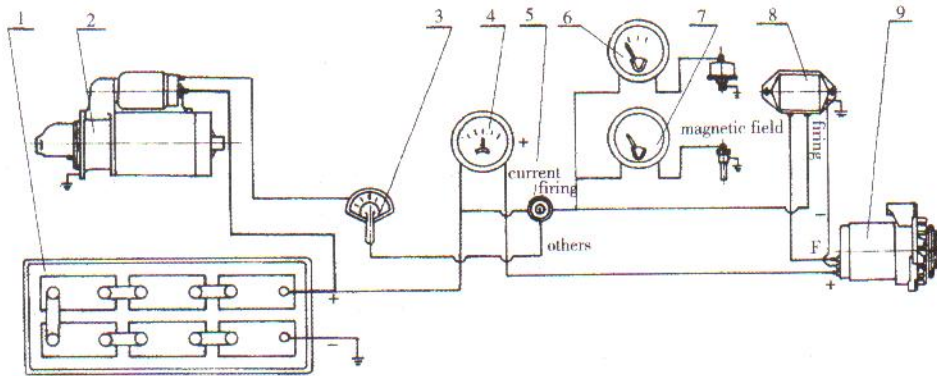 1 2 3 4 5 6 7 8 9
+
current
firing
magnetic field
firing
others
−
F
+
+
−